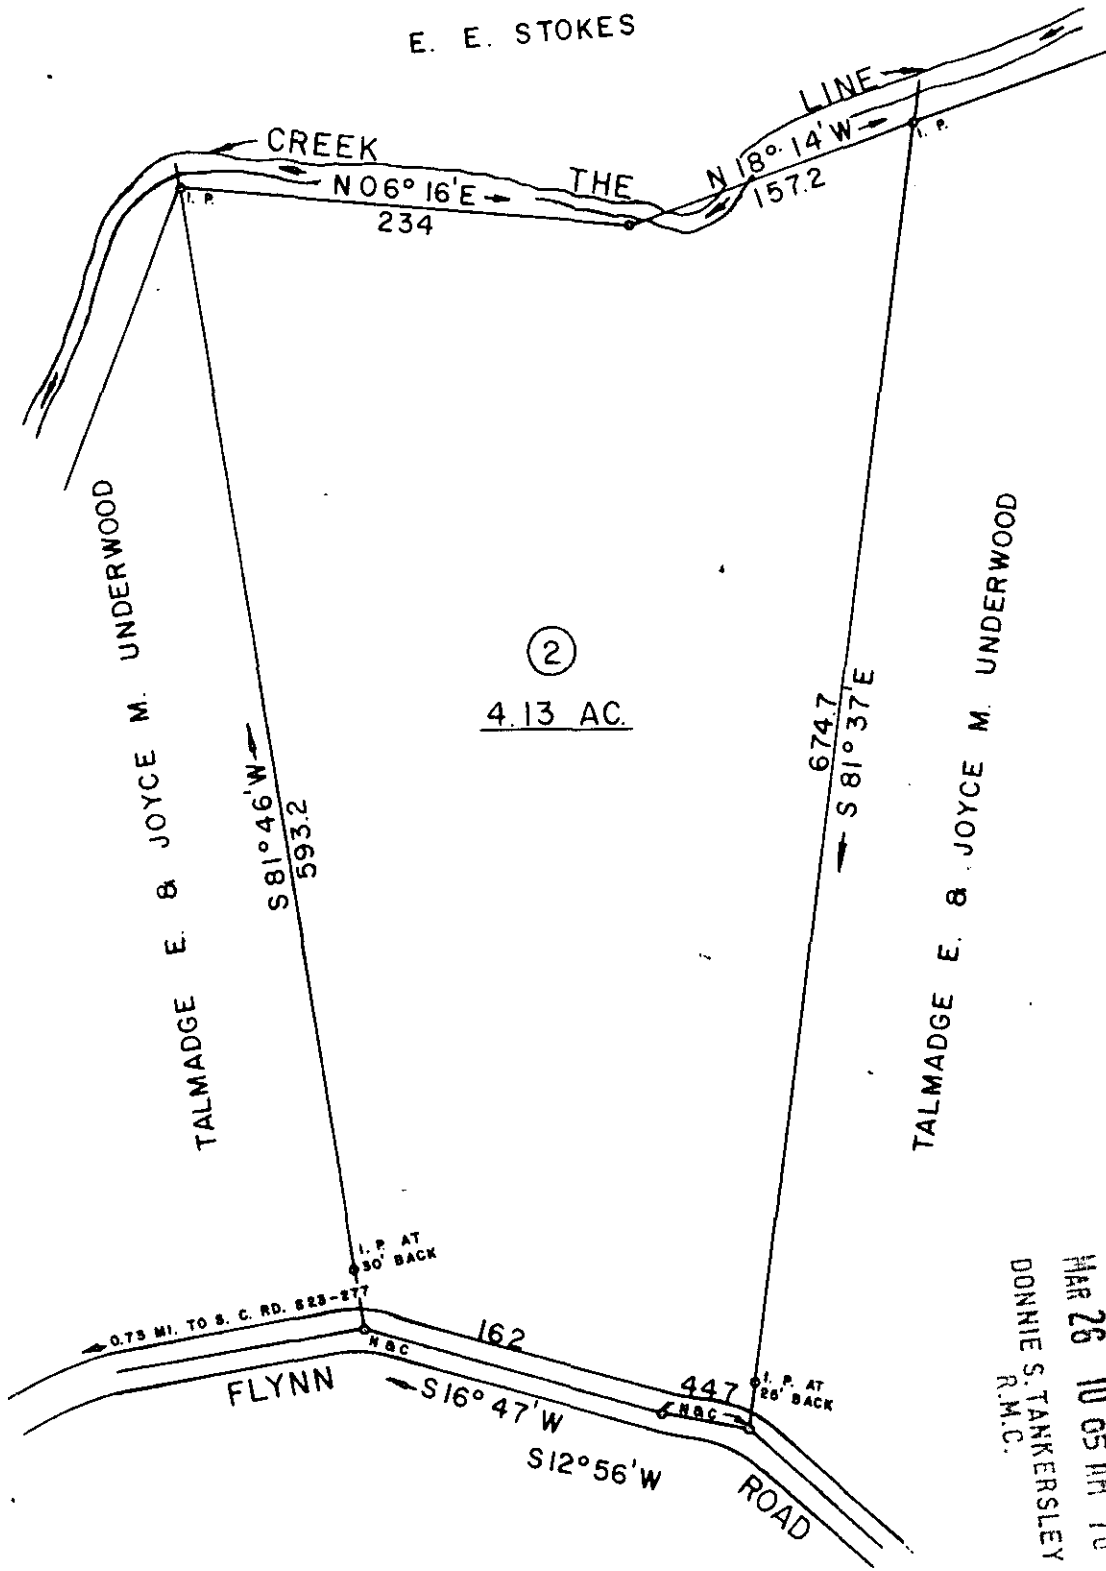 E. E. STOKES
CREEK THE LINE
N 06° 16' E
234
N 18° 14' W
157.2
I. P.
I. P.
TALMADGE E. & JOYCE M. UNDERWOOD
S 81° 46' W
593.2
2
4.13 AC.
674.7
S 81° 37' E
TALMADGE E. & JOYCE M. UNDERWOOD
I. P. AT
30' BACK
0.73 MI. TO S. C. RD. S23-277
N & C
162
447
N & C
I. P. AT
26' BACK
FLYNN ROAD
S 16° 47' W
S 12° 56' W
MAR 26 10 05 AM
DONNIE S. TANKERSLEY
R.M.C.